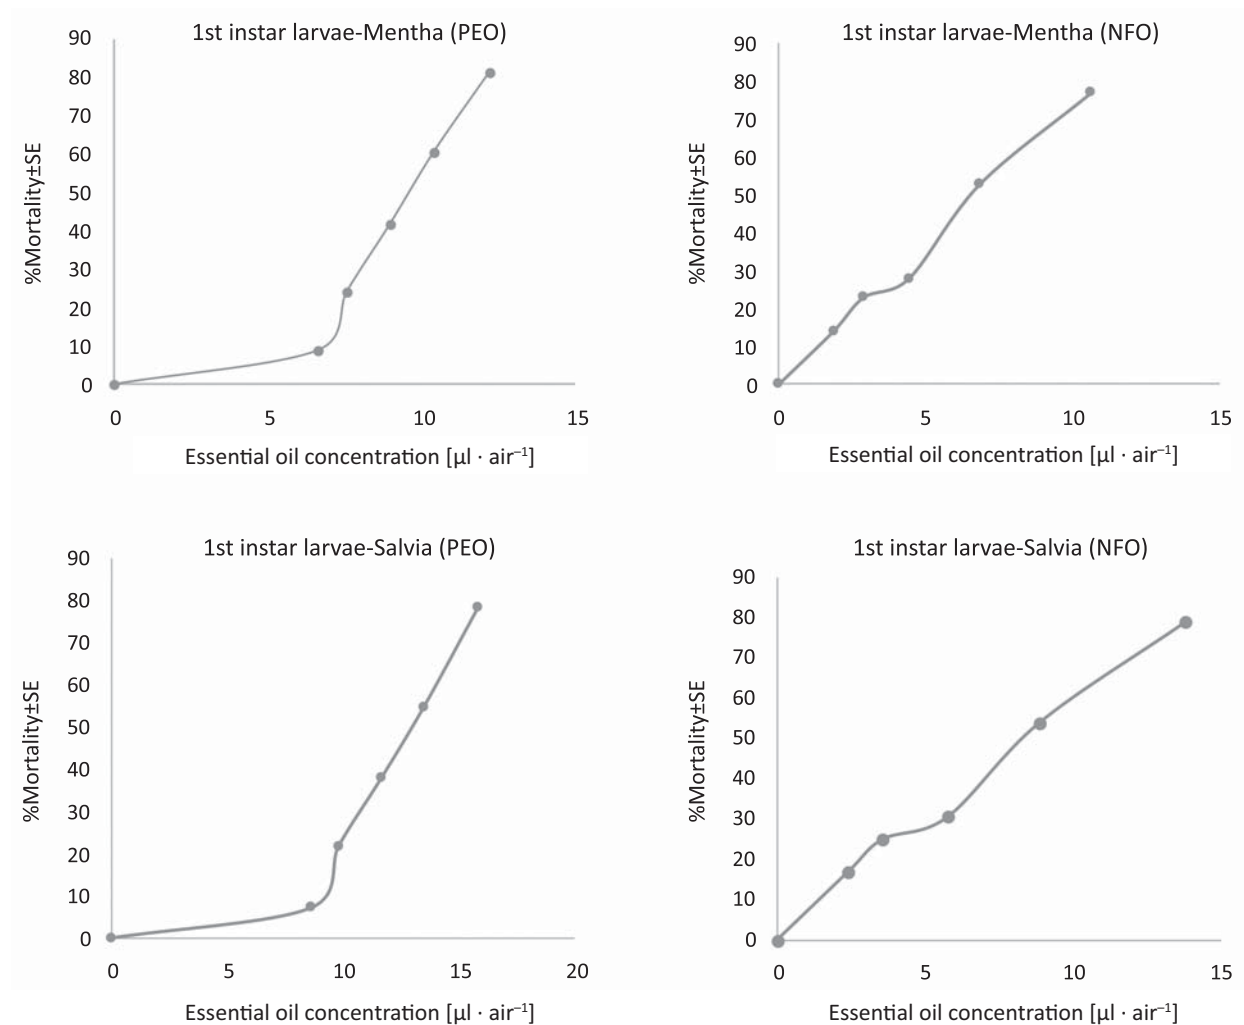 1st instar larvae-Mentha (PEO)
%Mortality±SE
90
80
70
60
50
40
30
20
10
0
0 5 10 15
Essential oil concentration [µl · air⁻¹]
1st instar larvae-Mentha (NFO)
%Mortality±SE
90
80
70
60
50
40
30
20
10
0
0 5 10 15
Essential oil concentration [µl · air⁻¹]
1st instar larvae-Salvia (PEO)
%Mortality±SE
90
80
70
60
50
40
30
20
10
0
0 5 10 15 20
Essential oil concentration [µl · air⁻¹]
1st instar larvae-Salvia (NFO)
%Mortality±SE
90
80
70
60
50
40
30
20
10
0
0 5 10 15
Essential oil concentration [µl · air⁻¹]